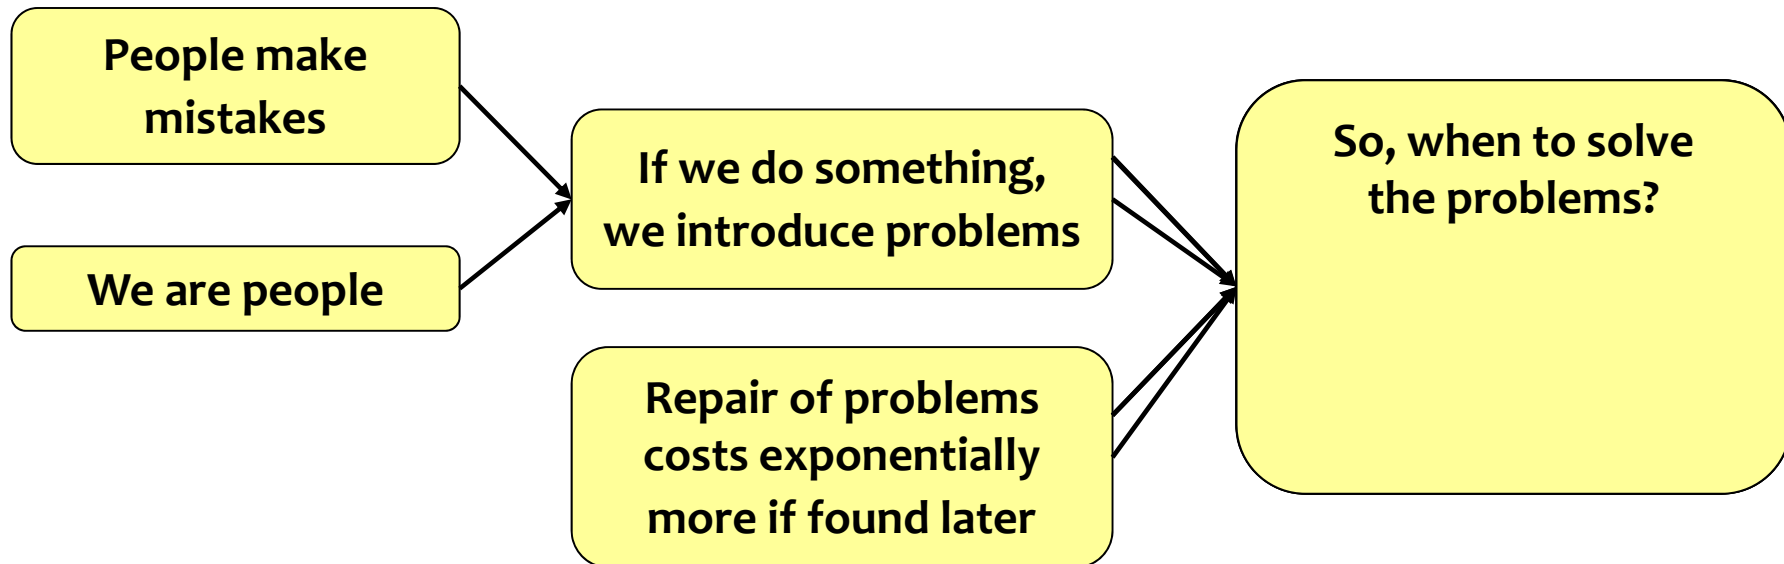 People make
mistakes
We are people
If we do something,
we introduce problems
Repair of problems
costs exponentially
more if found later
So, when to solve
the problems?